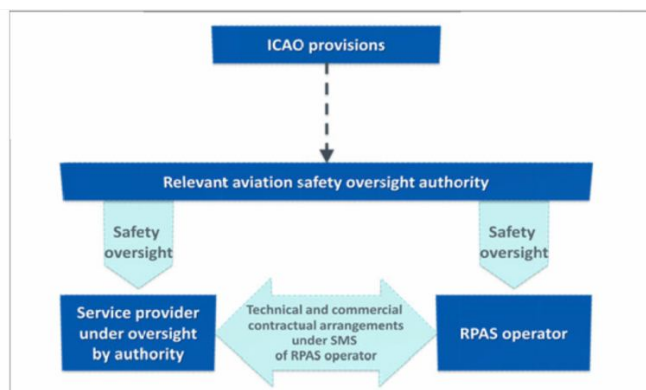 ICAO provisions
Relevant aviation safety oversight authority
Safety
oversight
Safety
oversight
Service provider
under oversight
by authority
Technical and commercial
contractual arrangements
under SMS
of RPAS operator
RPAS operator